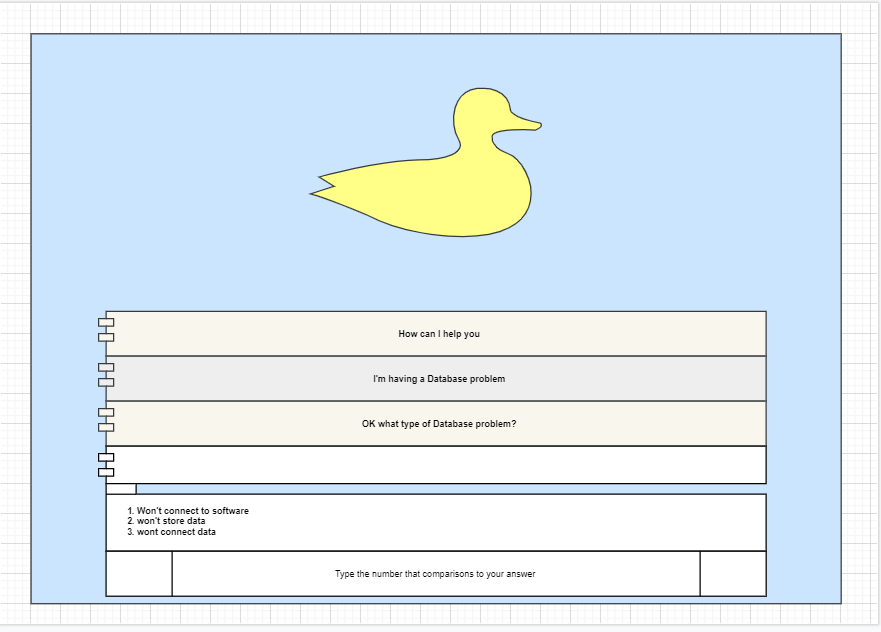 How can I help you
I'm having a Database problem
OK what type of Database problem?
1. Won't connect to software
2. won't store data
3. wont connect data
Type the number that comparisons to your answer